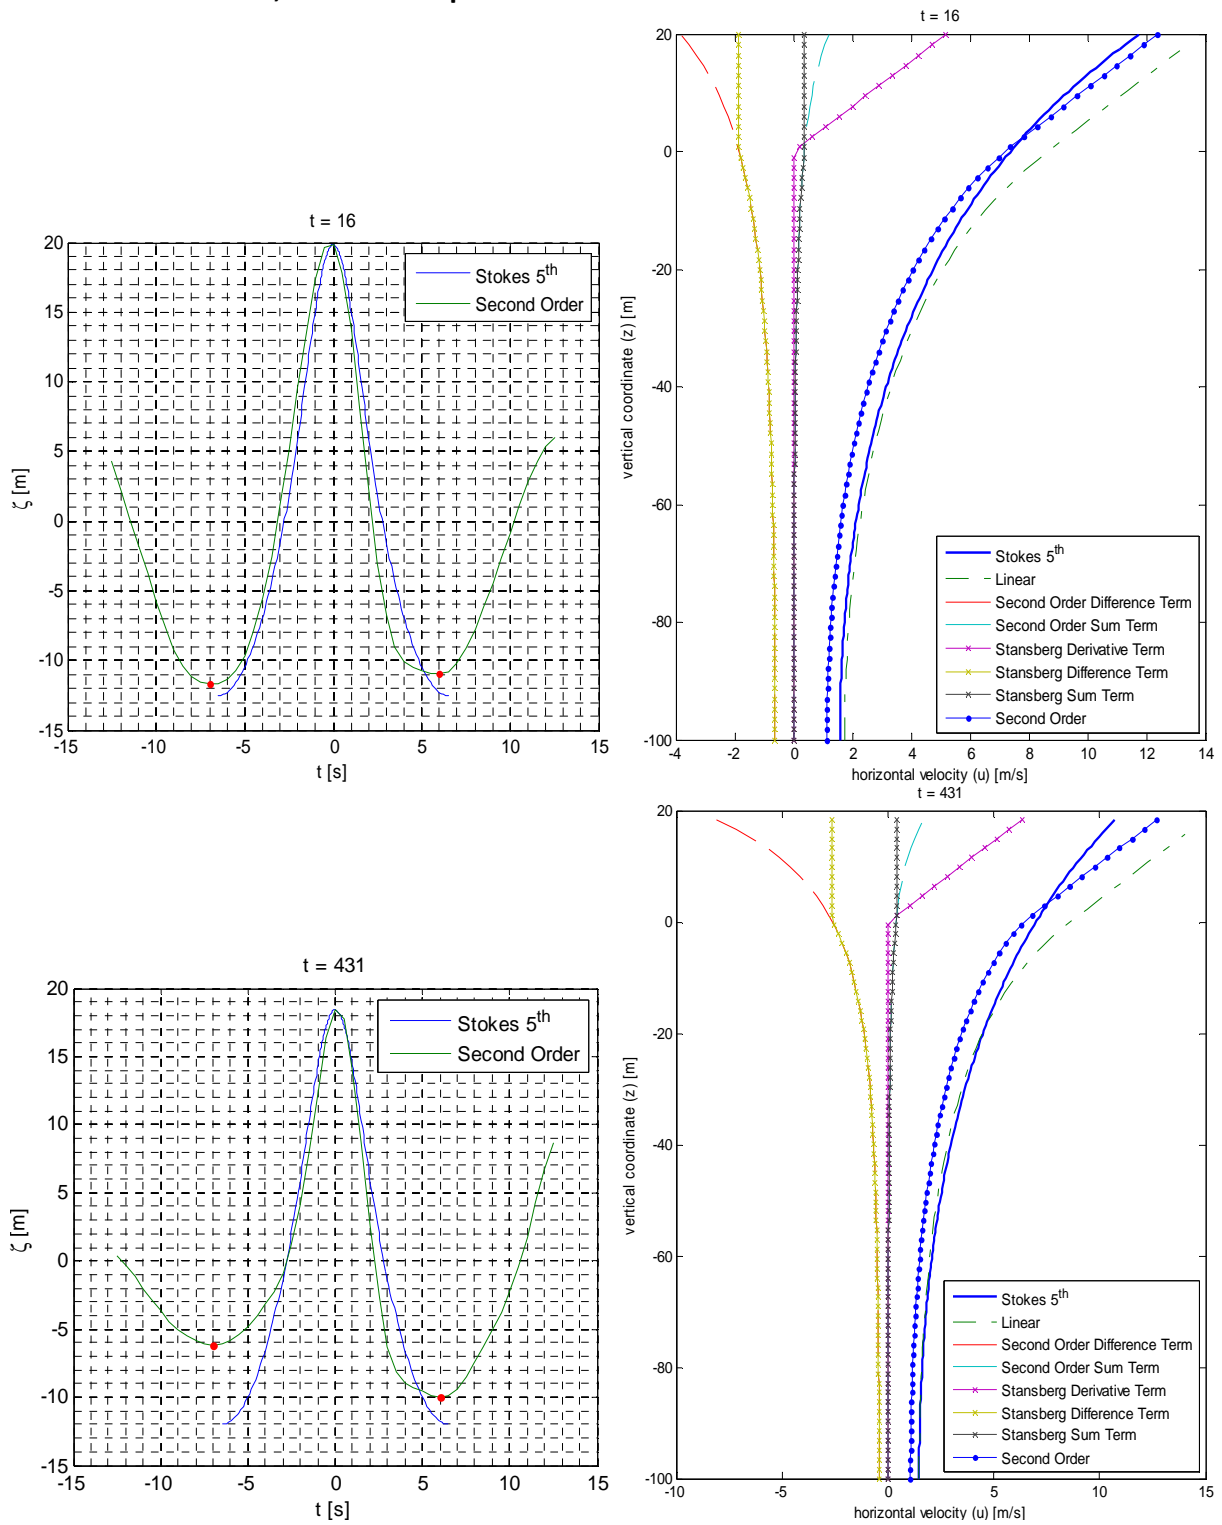 t = 16
20
15
10
5
0
-5
-10
-15
-15
-10
-5
0
5
10
15
ζ [m]
t [s]
Stokes 5th
Second Order
t = 16
20
0
-20
-40
-60
-80
-100
-4
-2
0
2
4
6
8
10
12
14
vertical coordinate (z) [m]
horizontal velocity (u) [m/s]
Stokes 5th
Linear
Second Order Difference Term
Second Order Sum Term
Stansberg Derivative Term
Stansberg Difference Term
Stansberg Sum Term
Second Order
t = 431
20
15
10
5
0
-5
-10
-15
-15
-10
-5
0
5
10
15
ζ [m]
t [s]
Stokes 5th
Second Order
t = 431
20
0
-20
-40
-60
-80
-100
-10
-5
0
5
10
15
vertical coordinate (z) [m]
horizontal velocity (u) [m/s]
Stokes 5th
Linear
Second Order Difference Term
Second Order Sum Term
Stansberg Derivative Term
Stansberg Difference Term
Stansberg Sum Term
Second Order